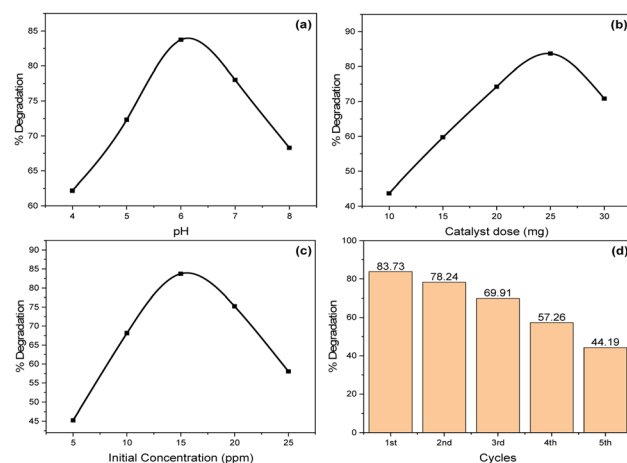 (a)
% Degradation
85
80
75
70
65
60
4 5 6 7 8
pH
(b)
% Degradation
90
80
70
60
50
40
10 15 20 25 30
Catalyst dose (mg)
(c)
% Degradation
90
85
80
75
70
65
60
55
50
45
5 10 15 20 25
Initial Concentration (ppm)
(d)
% Degradation
100
80
60
40
20
0
83.73
78.24
69.91
57.26
44.19
1st 2nd 3rd 4th 5th
Cycles